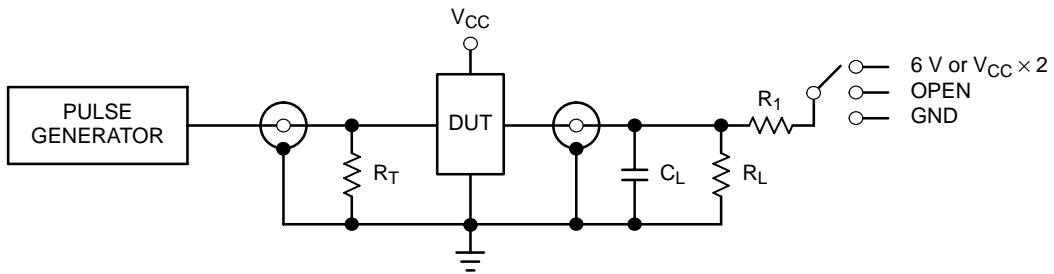 V_CC
6 V or V_CC × 2
PULSE
GENERATOR
R_1
OPEN
DUT
GND
R_T
C_L
R_L